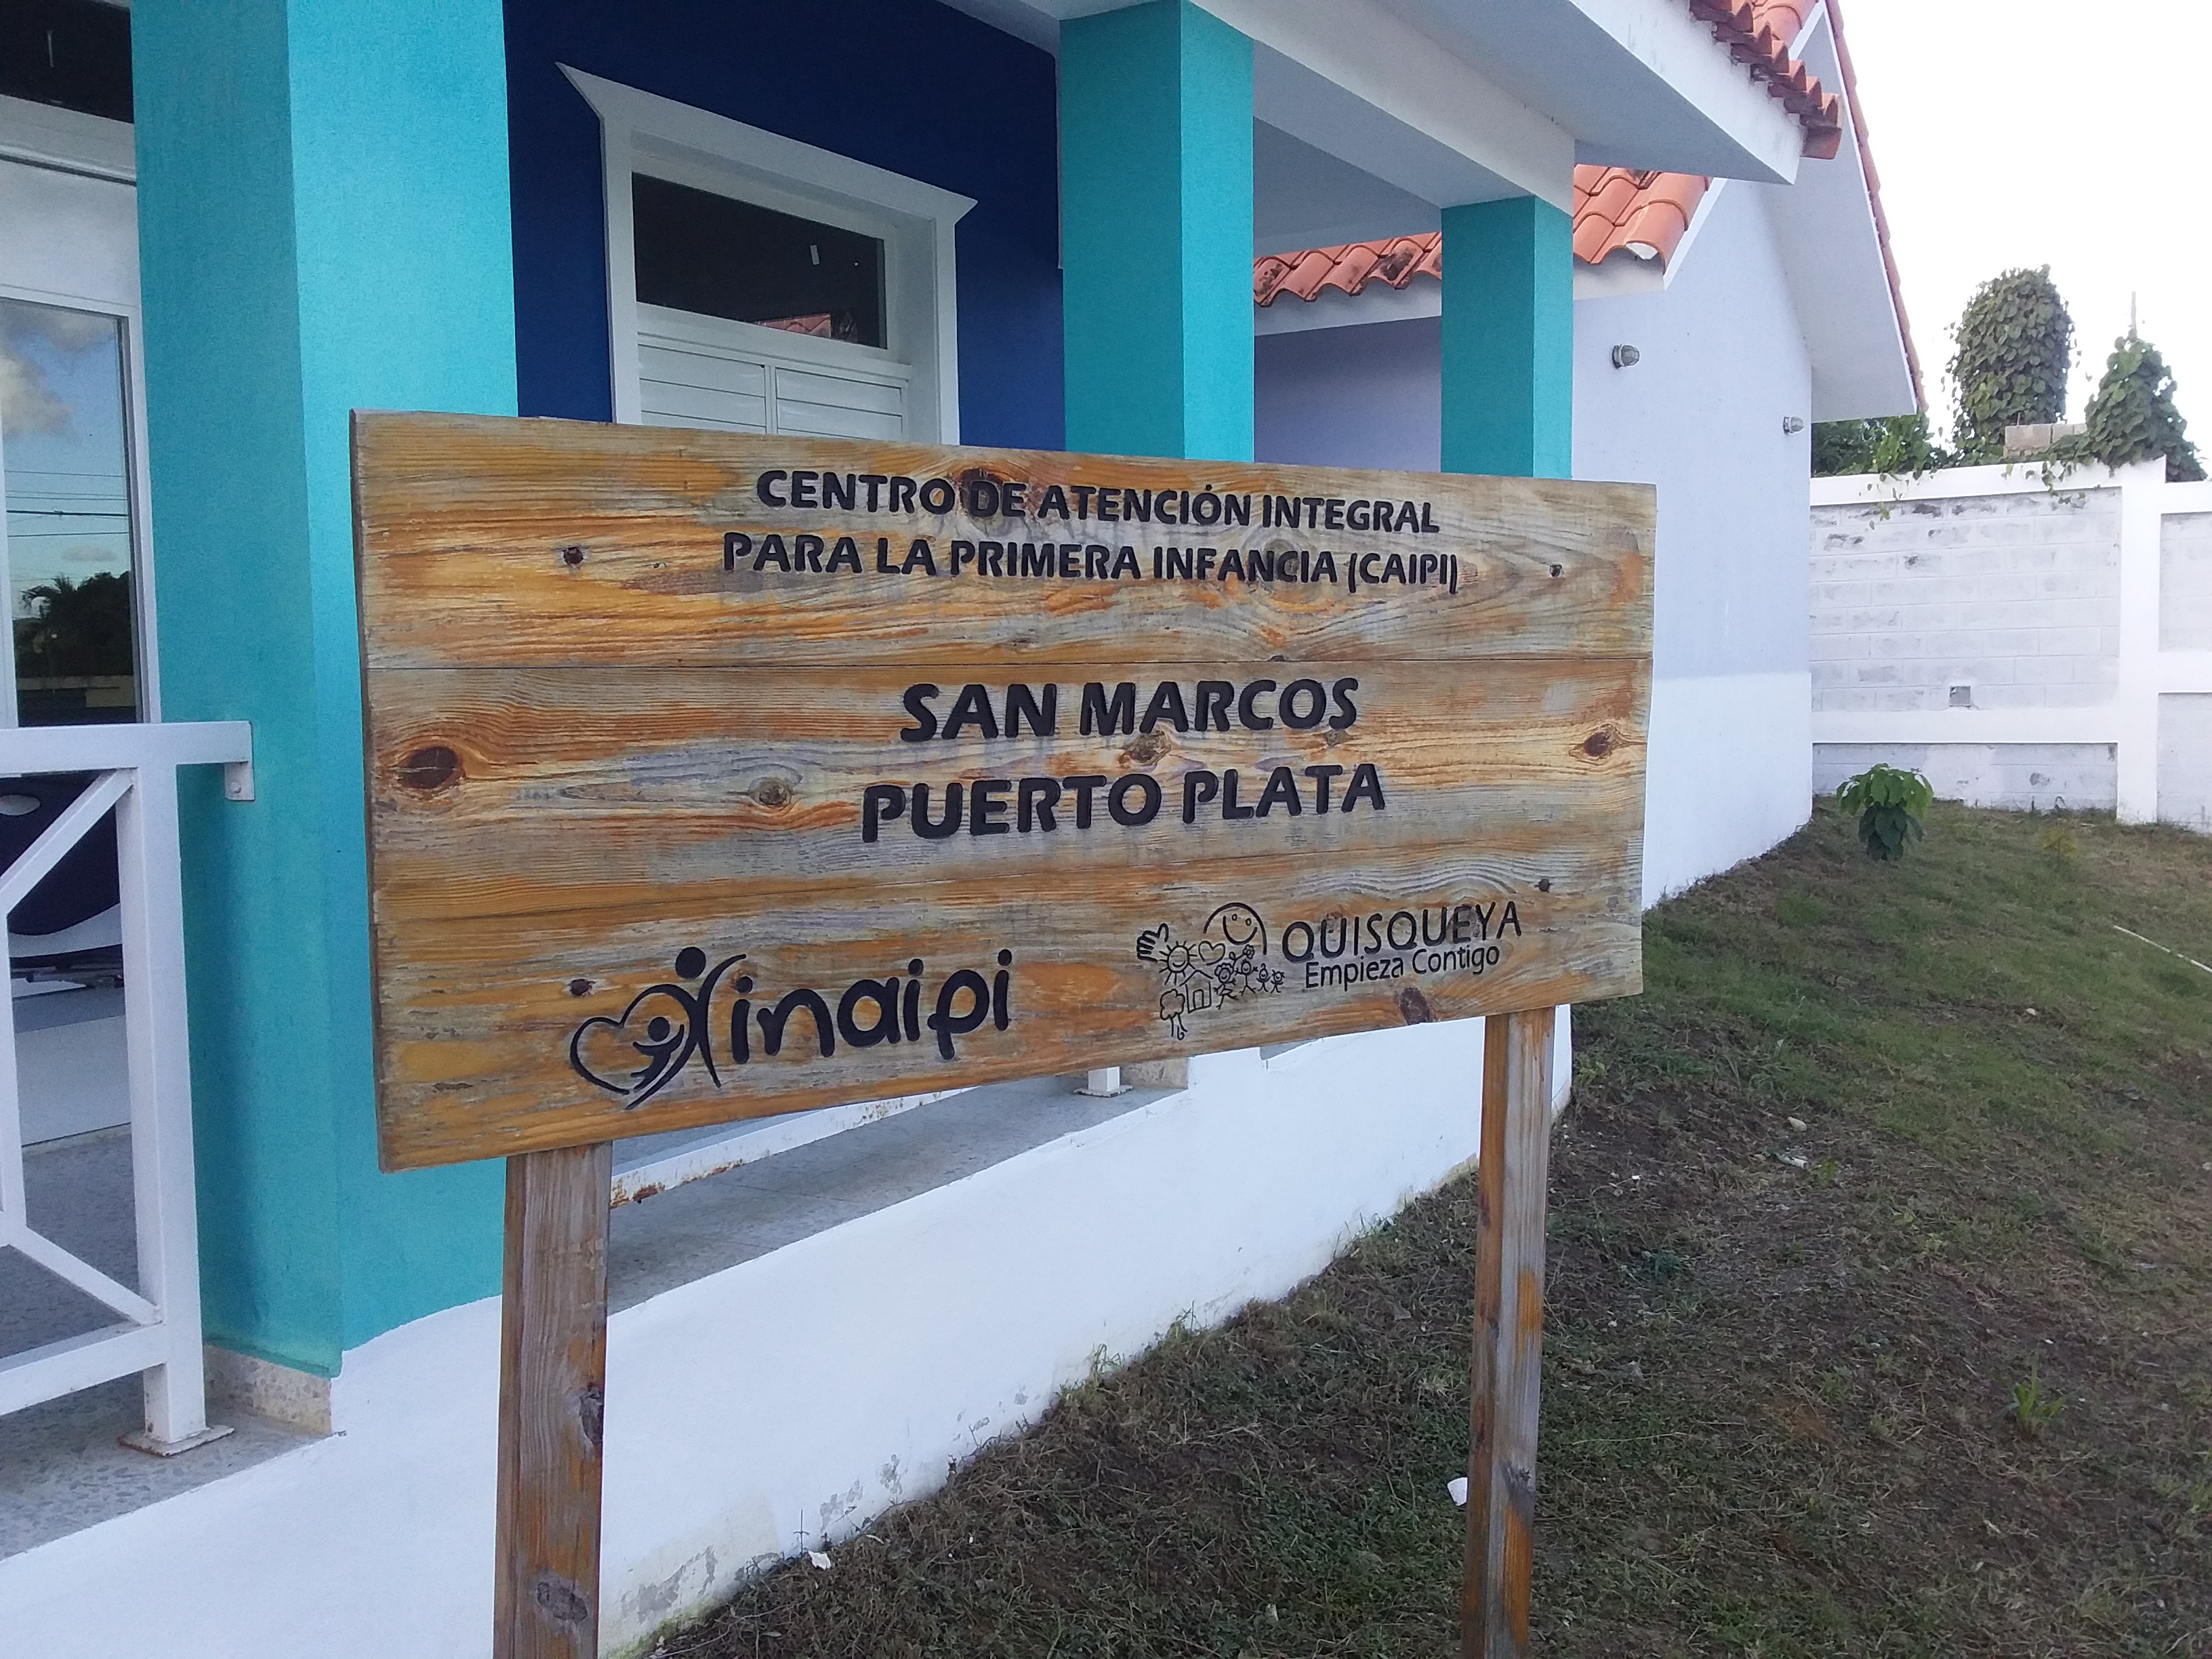 CENTRO DE ATENCIÓN INTEGRAL
PARA LA PRIMERA INFANCIA (CAIPI)
SAN MARCOS
PUERTO PLATA
inaipi
QUISQUEYA
Empieza Contigo